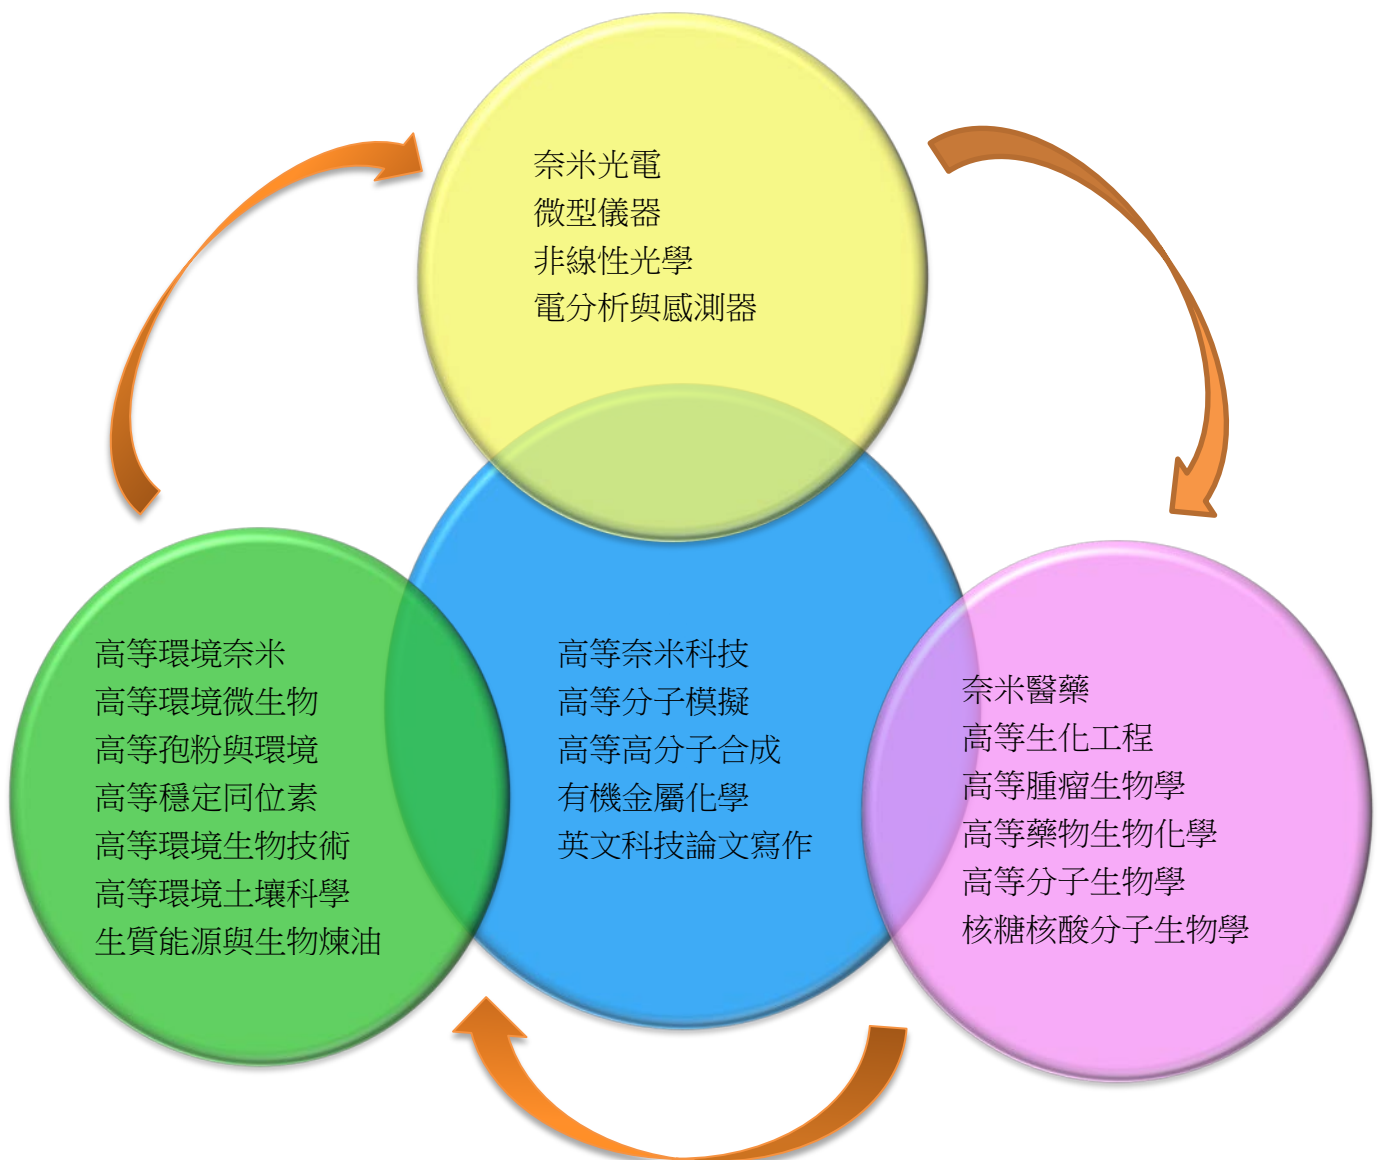 奈米光電
微型儀器
非線性光學
電分析與感測器
高等環境奈米
高等環境微生物
高等孢粉與環境
高等穩定同位素
高等環境生物技術
高等環境土壤科學
生質能源與生物煉油
高等奈米科技
高等分子模擬
高等高分子合成
有機金屬化學
英文科技論文寫作
奈米醫藥
高等生化工程
高等腫瘤生物學
高等藥物生物化學
高等分子生物學
核糖核酸分子生物學